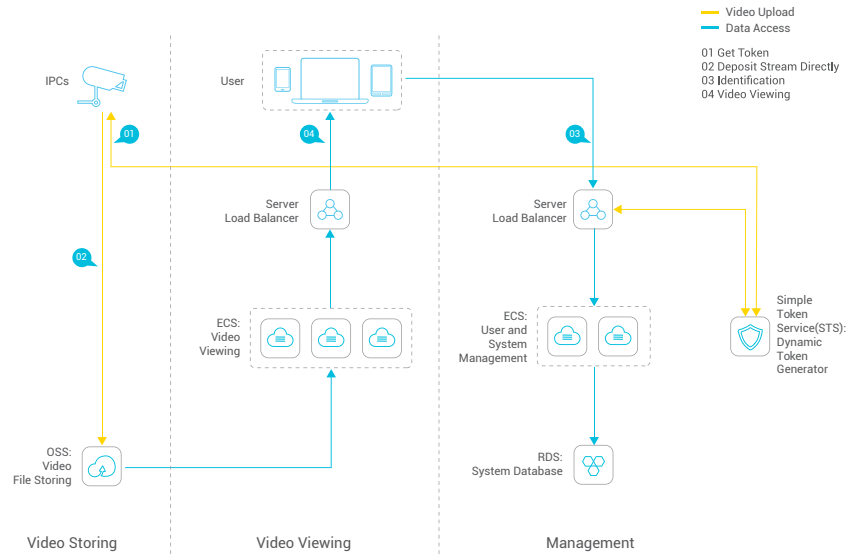 Video Upload
Data Access
01 Get Token
02 Deposit Stream Directly
03 Identification
04 Video Viewing
IPCs
User
01
04
03
Server
Load Balancer
Server
Load Balancer
02
ECS:
Video
Viewing
ECS:
User and
System
Management
Simple
Token
Service(STS):
Dynamic
Token
Generator
OSS:
Video
File Storing
RDS:
System Database
Video Storing
Video Viewing
Management